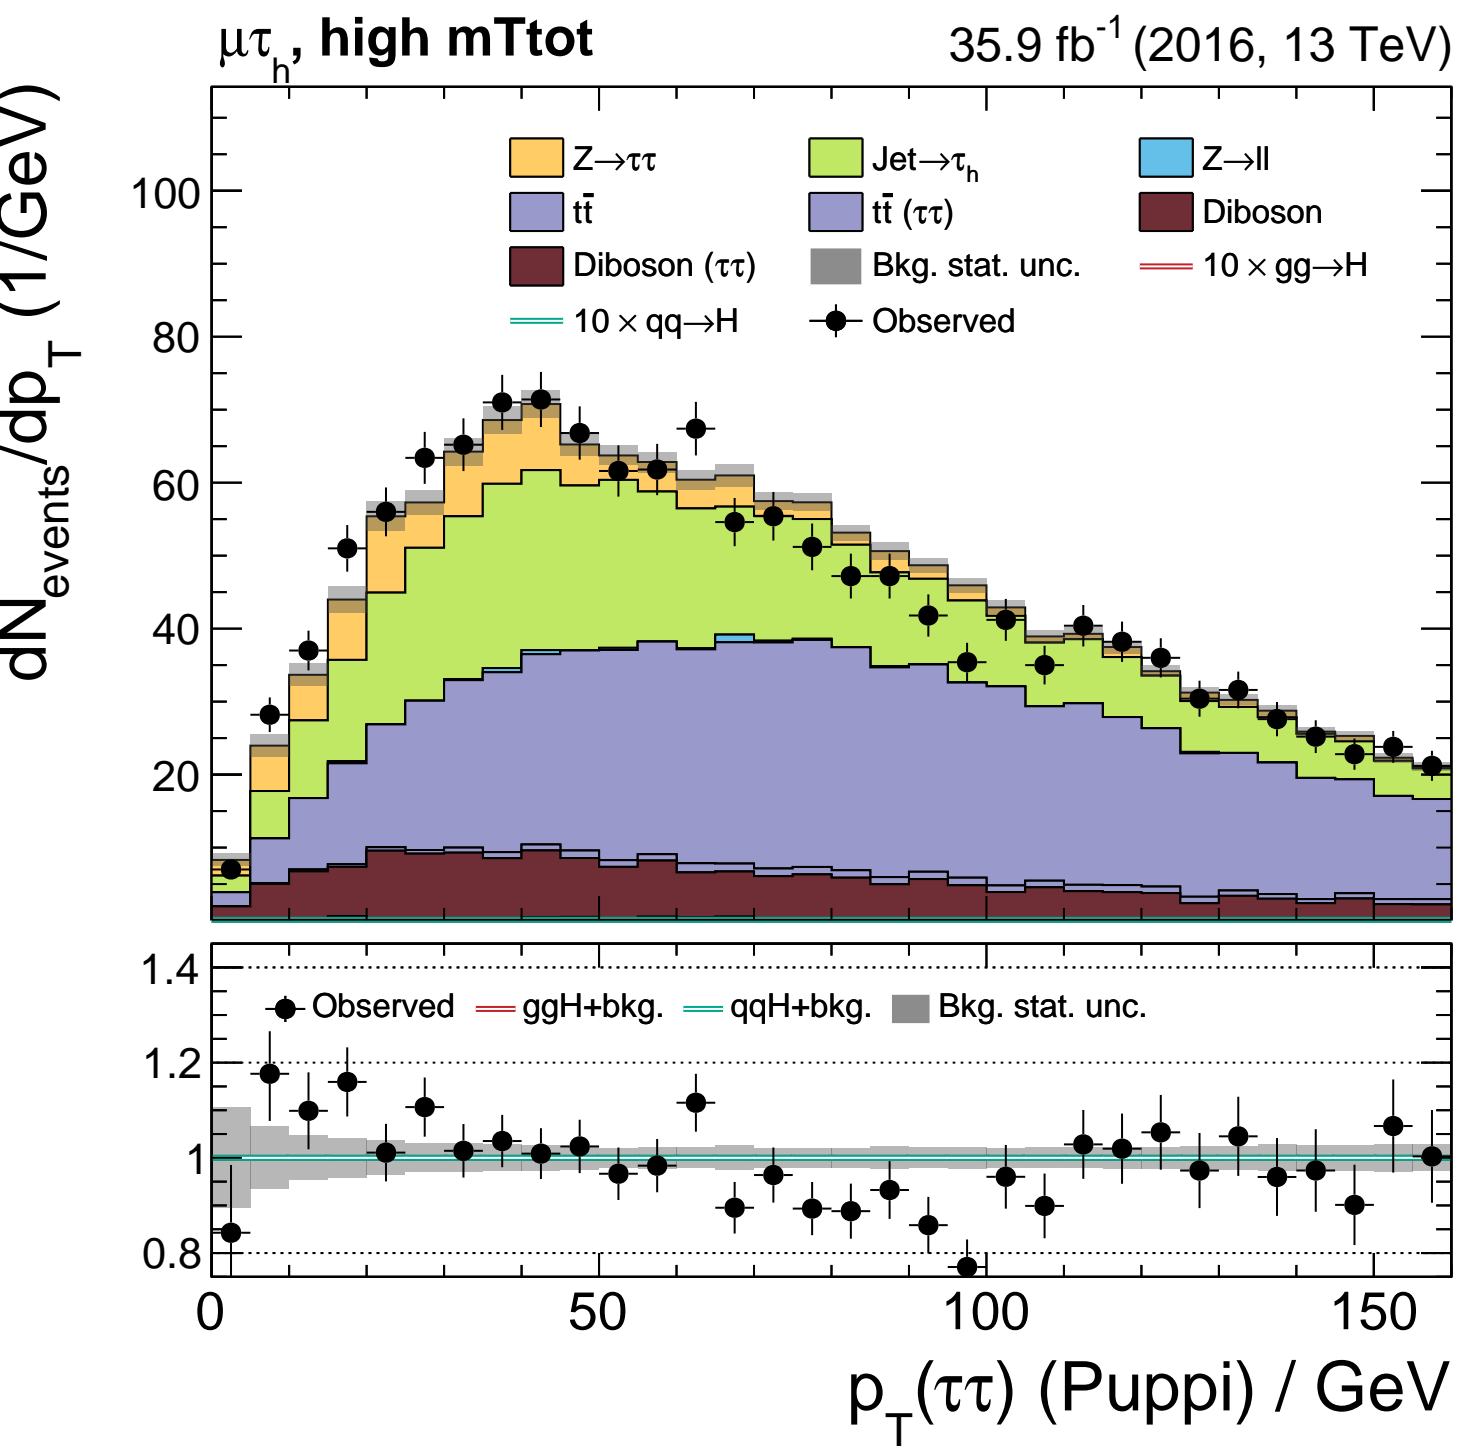 μτh, high mTtot 35.9 fb-1 (2016, 13 TeV)
dNevents/dpT (1/GeV)
Z→ττ Jet→τh Z→ll
tt̄ tt̄ (ττ) Diboson
Diboson (ττ) Bkg. stat. unc. 10 × gg→H
10 × qq→H Observed
100
80
60
40
20
Observed ggH+bkg. qqH+bkg. Bkg. stat. unc.
1.4
1.2
1
0.8
0 50 100 150
pT(ττ) (Puppi) / GeV